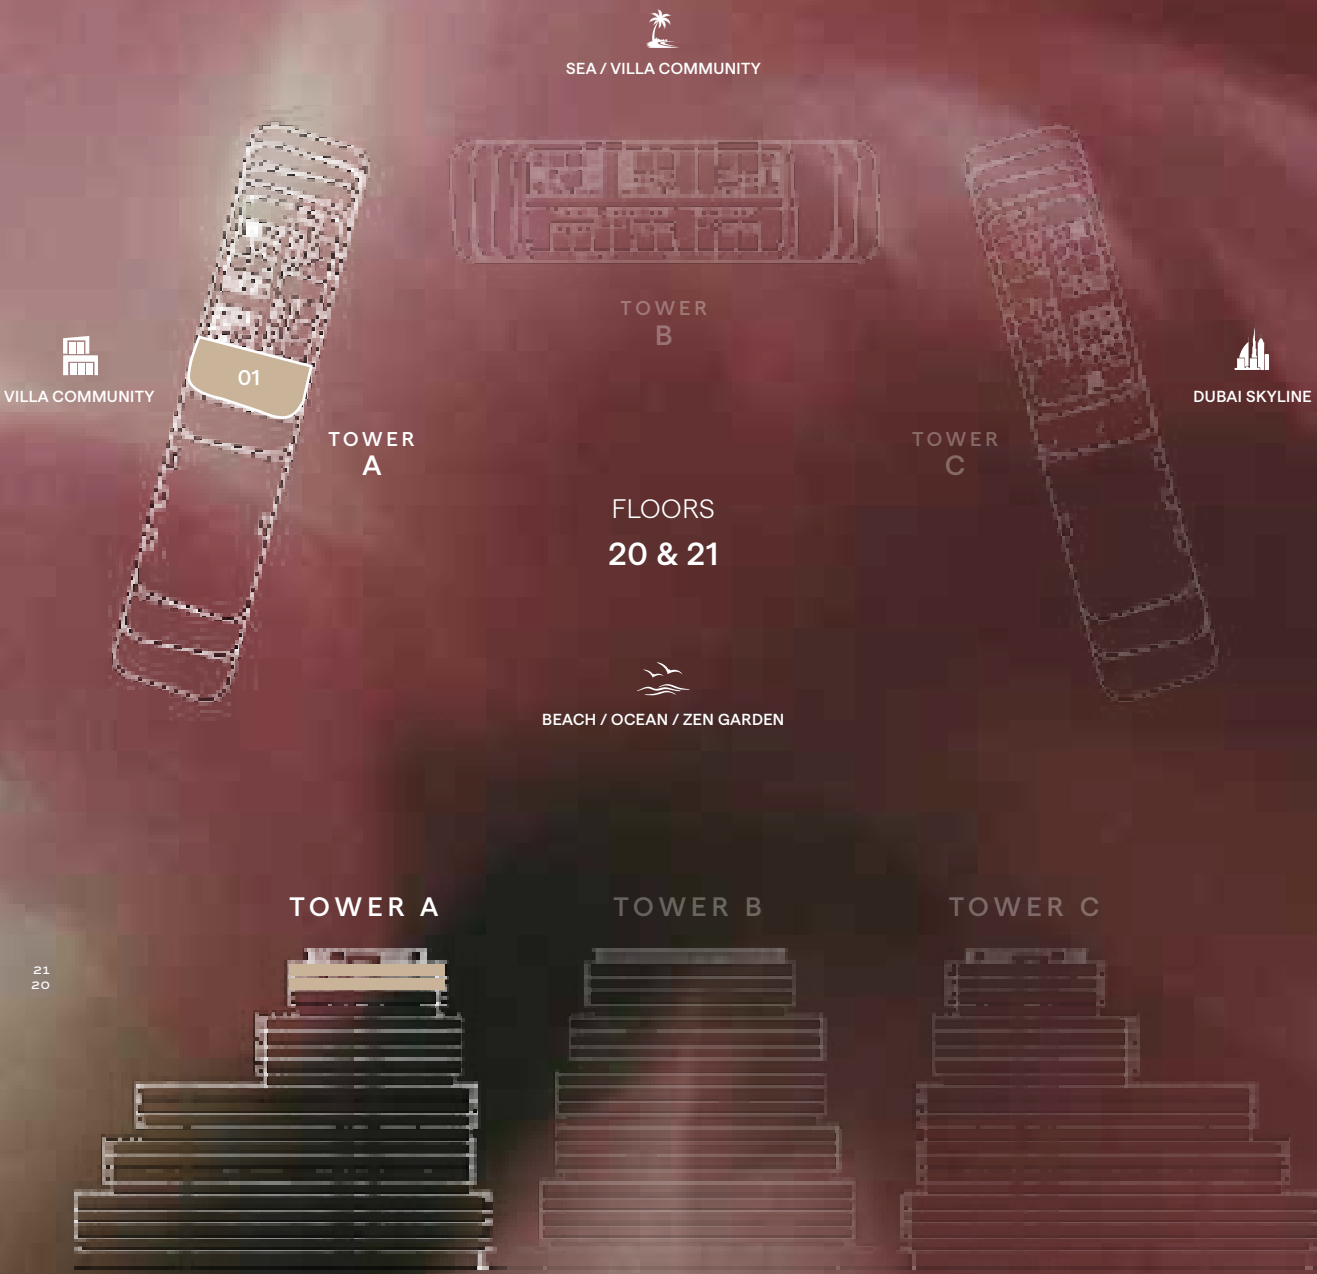 SEA / VILLA COMMUNITY
TOWER
B
01
VILLA COMMUNITY
DUBAI SKYLINE
TOWER
A
TOWER
C
FLOORS
20 & 21
BEACH / OCEAN / ZEN GARDEN
TOWER A
TOWER B
TOWER C
21
20